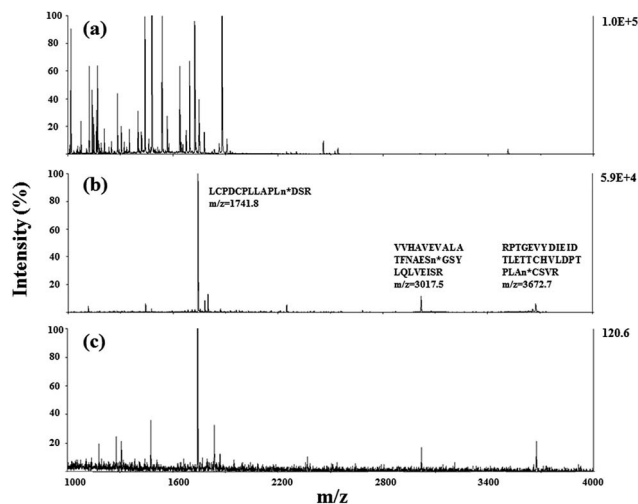 (a)
1.0E+5
100
80
60
40
20
(b)
5.9E+4
100
80
60
40
20
LCPDCPLLAPLn*DSR
m/z=1741.8
VVHAVEVALA
TFNAESn*GSY
LQLVEISR
m/z=3017.5
RPTGEVYDIEID
TLETTCHVLDPT
PLAn*CSVR
m/z=3672.7
(c)
120.6
100
80
60
40
20
Intensity (%)
1000 1600 2200 2800 3400 4000
m/z